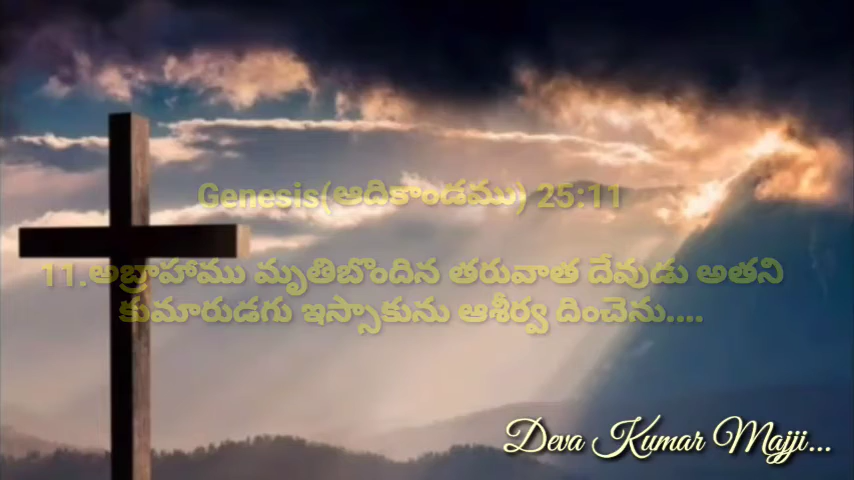 Genesis(ఆదికాండము) 25:11
11.అబ్రాహాము మృతిబొందిన తరువాత దేవుడు అతని
కుమారుడగు ఇస్సాకును ఆశీర్వ దించెను....
Deva Kumar Majji...